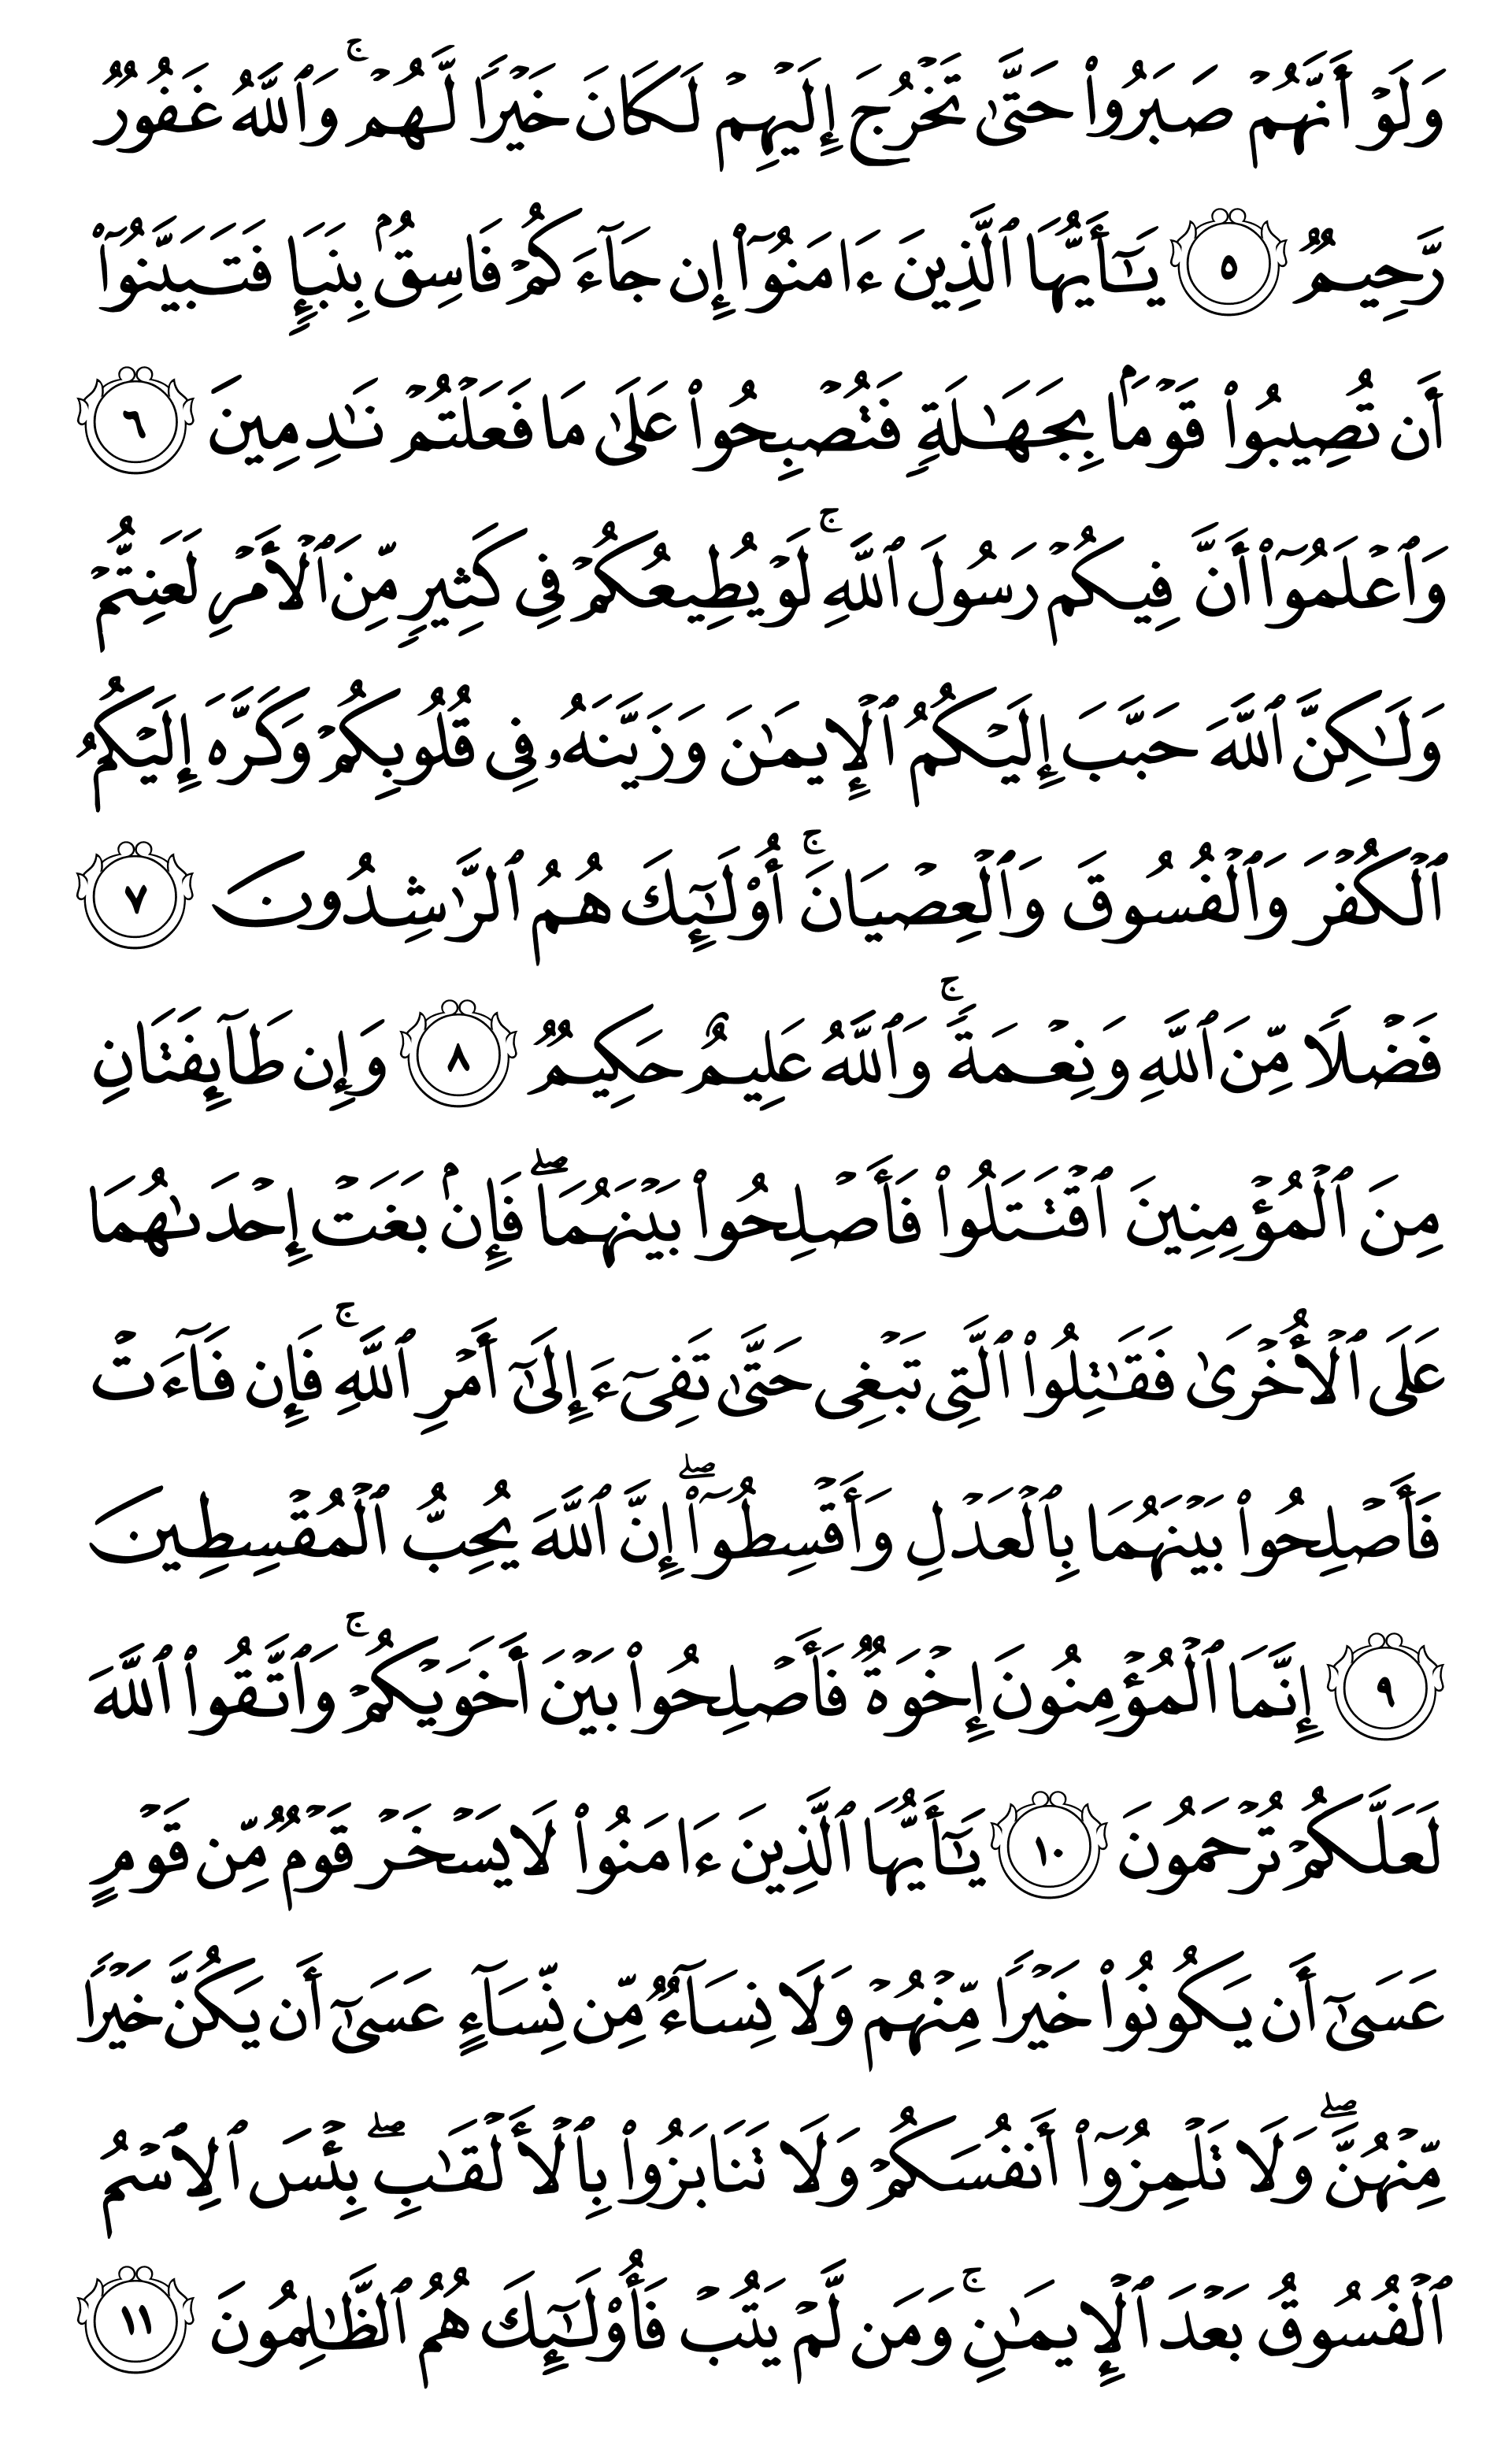 وَلَوْ أَنَّهُمْ صَبَرُوا۟ حَتَّىٰ تَخْرُجَ إِلَيْهِمْ لَكَانَ خَيْرًا لَّهُمْ ۚ وَٱللَّهُ غَفُورٌ
رَّحِيمٌ ٥ يَـٰٓأَيُّهَا ٱلَّذِينَ ءَامَنُوٓا۟ إِن جَآءَكُمْ فَاسِقٌۢ بِنَبَإٍ فَتَبَيَّنُوٓا۟
أَن تُصِيبُوا۟ قَوْمًۢا بِجَهَـٰلَةٍ فَتُصْبِحُوا۟ عَلَىٰ مَا فَعَلْتُمْ نَـٰدِمِينَ ٦
وَٱعْلَمُوٓا۟ أَنَّ فِيكُمْ رَسُولَ ٱللَّهِ ۚ لَوْ يُطِيعُكُمْ فِى كَثِيرٍ مِّنَ ٱلْأَمْرِ لَعَنِتُّمْ
وَلَـٰكِنَّ ٱللَّهَ حَبَّبَ إِلَيْكُمُ ٱلْإِيمَـٰنَ وَزَيَّنَهُۥ فِى قُلُوبِكُمْ وَكَرَّهَ إِلَيْكُمُ
ٱلْكُفْرَ وَٱلْفُسُوقَ وَٱلْعِصْيَانَ ۚ أُو۟لَـٰٓئِكَ هُمُ ٱلرَّٰشِدُونَ ٧
فَضْلًا مِّنَ ٱللَّهِ وَنِعْمَةً ۚ وَٱللَّهُ عَلِيمٌ حَكِيمٌ ٨ وَإِن طَآئِفَتَانِ
مِنَ ٱلْمُؤْمِنِينَ ٱقْتَتَلُوا۟ فَأَصْلِحُوا۟ بَيْنَهُمَا ۖ فَإِنۢ بَغَتْ إِحْدَىٰهُمَا
عَلَى ٱلْأُخْرَىٰ فَقَـٰتِلُوا۟ ٱلَّتِى تَبْغِى حَتَّىٰ تَفِىٓءَ إِلَىٰٓ أَمْرِ ٱللَّهِ ۚ فَإِن فَآءَتْ
فَأَصْلِحُوا۟ بَيْنَهُمَا بِٱلْعَدْلِ وَأَقْسِطُوٓا۟ ۖ إِنَّ ٱللَّهَ يُحِبُّ ٱلْمُقْسِطِينَ
٩ إِنَّمَا ٱلْمُؤْمِنُونَ إِخْوَةٌ فَأَصْلِحُوا۟ بَيْنَ أَخَوَيْكُمْ ۚ وَٱتَّقُوا۟ ٱللَّهَ
لَعَلَّكُمْ تُرْحَمُونَ ١٠ يَـٰٓأَيُّهَا ٱلَّذِينَ ءَامَنُوا۟ لَا يَسْخَرْ قَوْمٌ مِّن قَوْمٍ
عَسَىٰٓ أَن يَكُونُوا۟ خَيْرًا مِّنْهُمْ وَلَا نِسَآءٌ مِّن نِّسَآءٍ عَسَىٰٓ أَن يَكُنَّ خَيْرًا
مِّنْهُنَّ ۖ وَلَا تَلْمِزُوٓا۟ أَنفُسَكُمْ وَلَا تَنَابَزُوا۟ بِٱلْأَلْقَـٰبِ ۖ بِئْسَ ٱلِٱسْمُ
ٱلْفُسُوقُ بَعْدَ ٱلْإِيمَـٰنِ ۚ وَمَن لَّمْ يَتُبْ فَأُو۟لَـٰٓئِكَ هُمُ ٱلظَّـٰلِمُونَ ١١